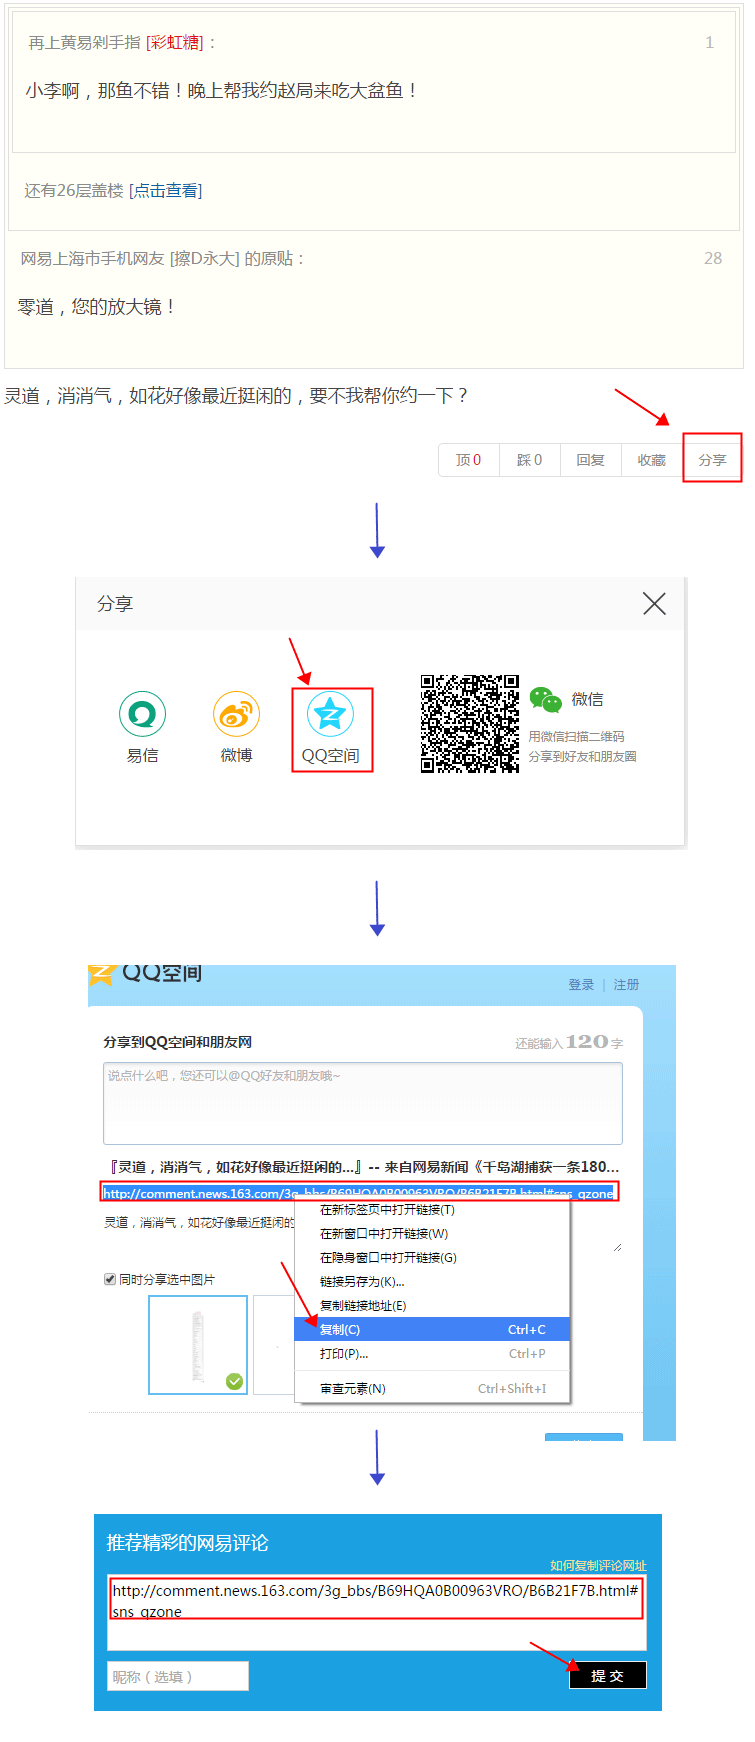 再上黄易剁手指 [彩虹糖]： 1
小李啊，那鱼不错！晚上帮我约赵局来吃大盆鱼！
还有26层盖楼 [点击查看]
网易上海市手机网友 [擦D永大] 的原贴： 28
零道，您的放大镜！
灵道，消消气，如花好像最近挺闲的，要不我帮你约一下？
顶0 踩0 回复 收藏 分享
分享
易信 微博 QQ空间
微信
用微信扫描二维码
分享到好友和朋友圈
QQ空间
登录 | 注册
分享到QQ空间和朋友网 还能输入120字
说点什么吧，您还可以@QQ好友和朋友哦~
『灵道，消消气，如花好像最近挺闲的...』-- 来自网易新闻《千岛湖捕获一条180...
http://comment.news.163.com/3g_bbs/B69HQA0B00963VRO/B6B21F7B.html#sns_qzone
灵道，消消气，如花好像最近挺闲的
在新标签页中打开链接(T)
在新窗口中打开链接(W)
在隐身窗口中打开链接(G)
链接另存为(K)...
复制链接地址(E)
复制(C) Ctrl+C
打印(P)... Ctrl+P
审查元素(N) Ctrl+Shift+I
同时分享选中图片
推荐精彩的网易评论
如何复制评论网址
http://comment.news.163.com/3g_bbs/B69HQA0B00963VRO/B6B21F7B.html#
sns_qzone
昵称（选填） 提 交